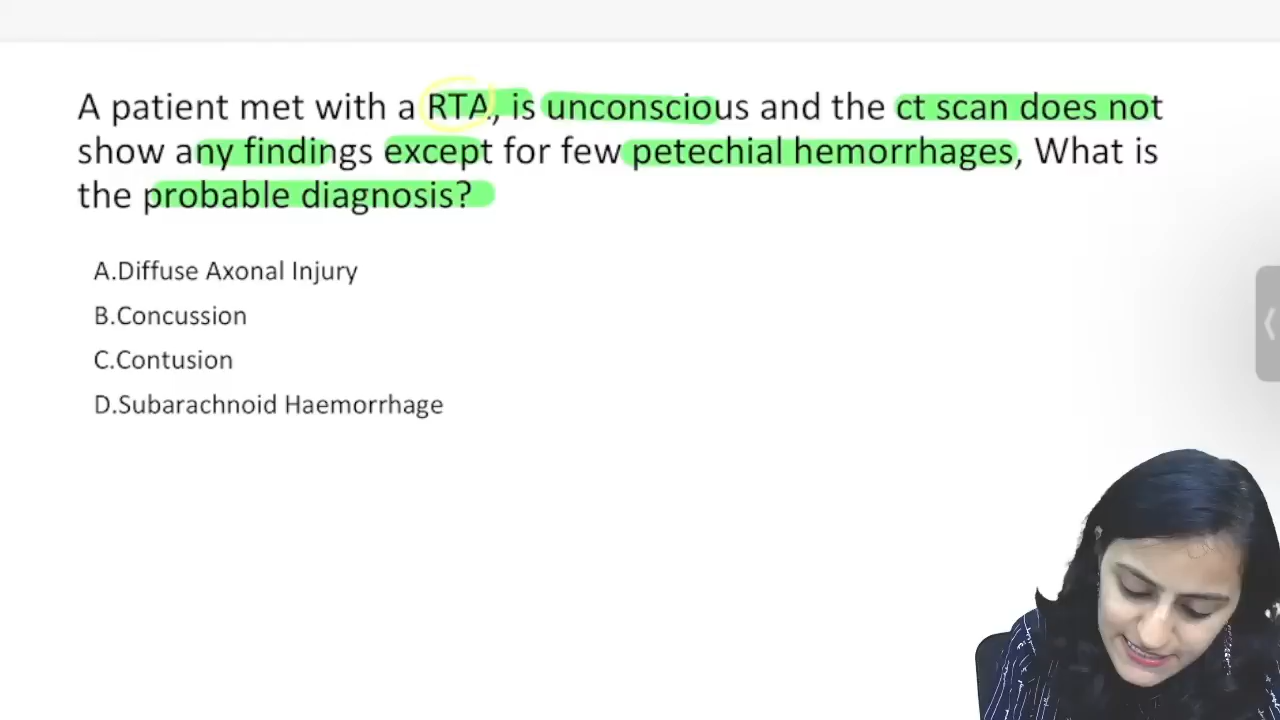 A patient met with a RTA, is unconscious and the ct scan does not
show any findings except for few petechial hemorrhages, What is
the probable diagnosis?
A.Diffuse Axonal Injury
B.Concussion
C.Contusion
D.Subarachnoid Haemorrhage